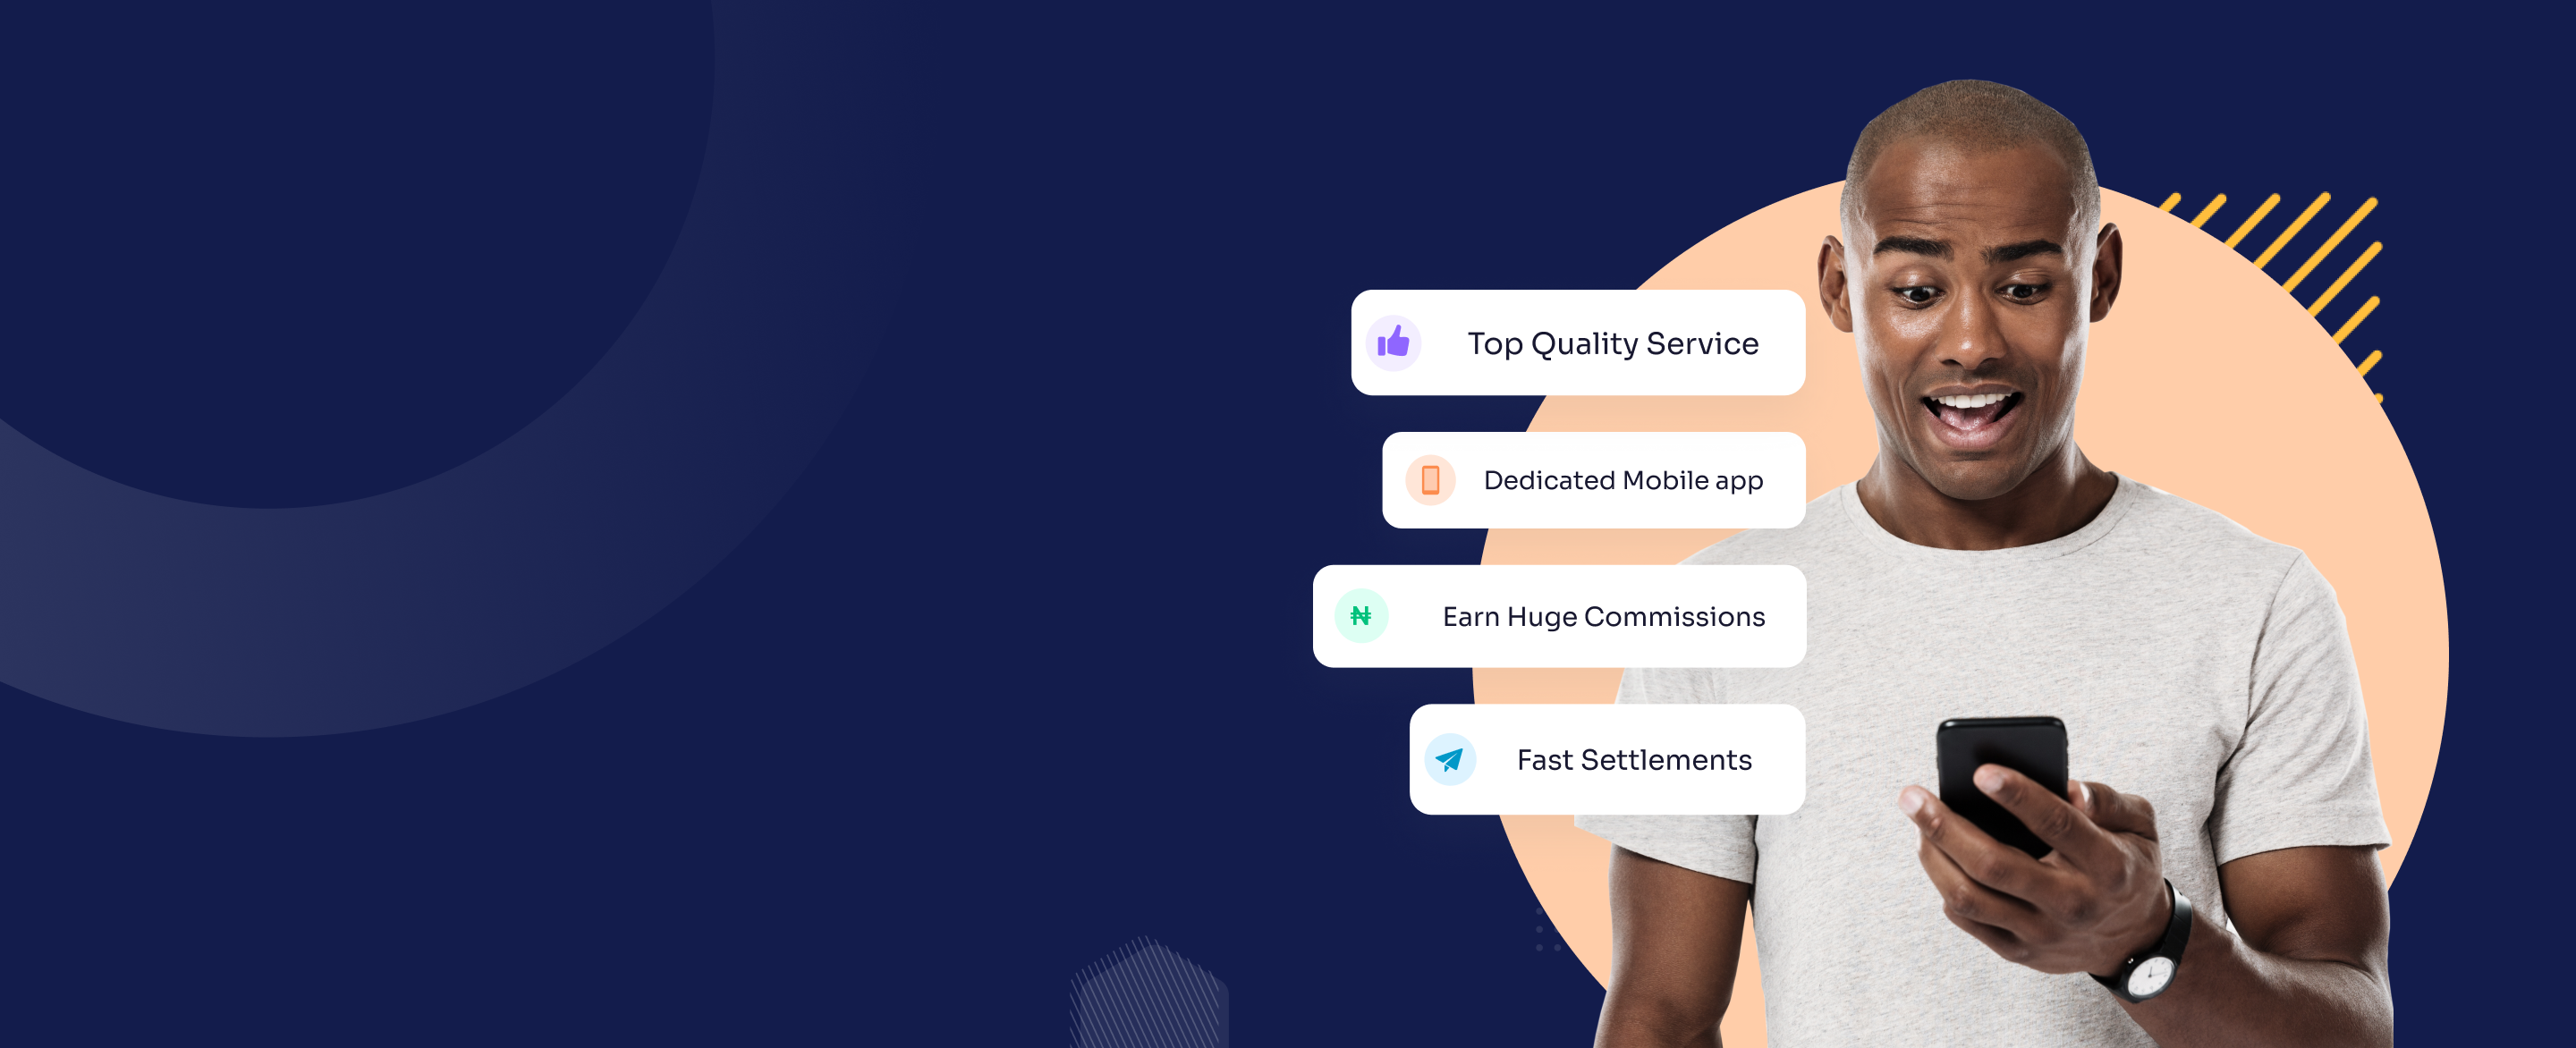 Top Quality Service
Dedicated Mobile app
₦ Earn Huge Commissions
Fast Settlements